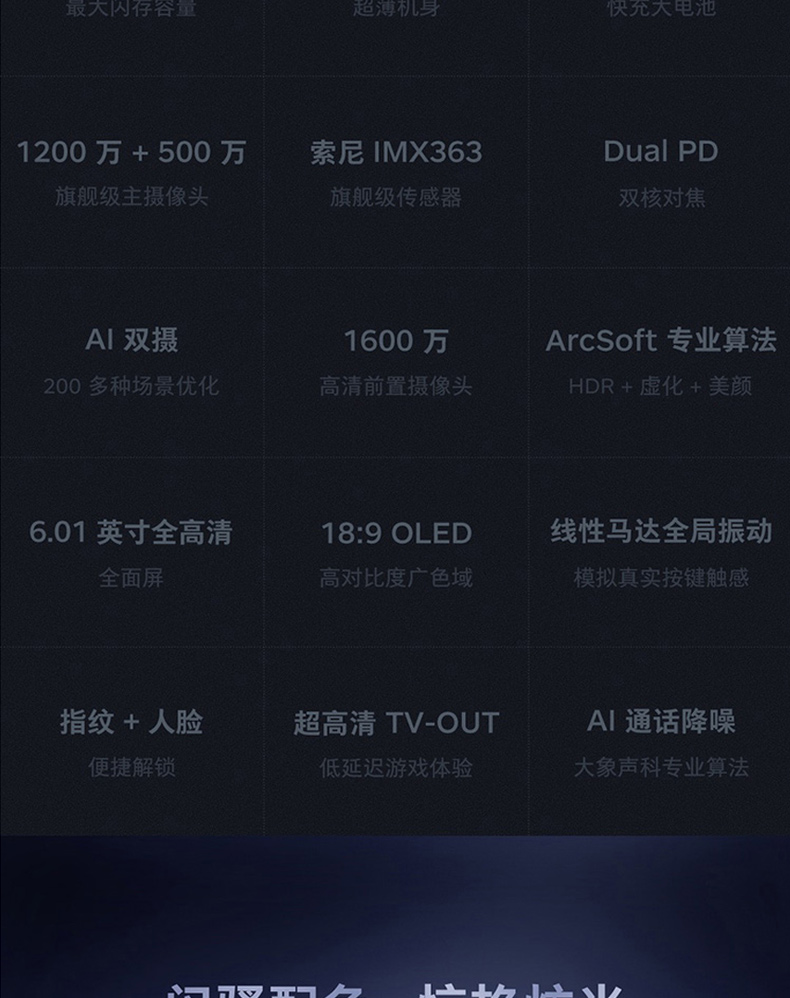 最大闪存容量 超薄机身 快充大电池
1200 万 + 500 万 索尼 IMX363 Dual PD
旗舰级主摄像头 旗舰级传感器 双核对焦
AI 双摄 1600 万 ArcSoft 专业算法
200 多种场景优化 高清前置摄像头 HDR + 虚化 + 美颜
6.01 英寸全高清 18:9 OLED 线性马达全局振动
全面屏 高对比度广色域 模拟真实按键触感
指纹 + 人脸 超高清 TV-OUT AI 通话降噪
便捷解锁 低延迟游戏体验 大象声科专业算法